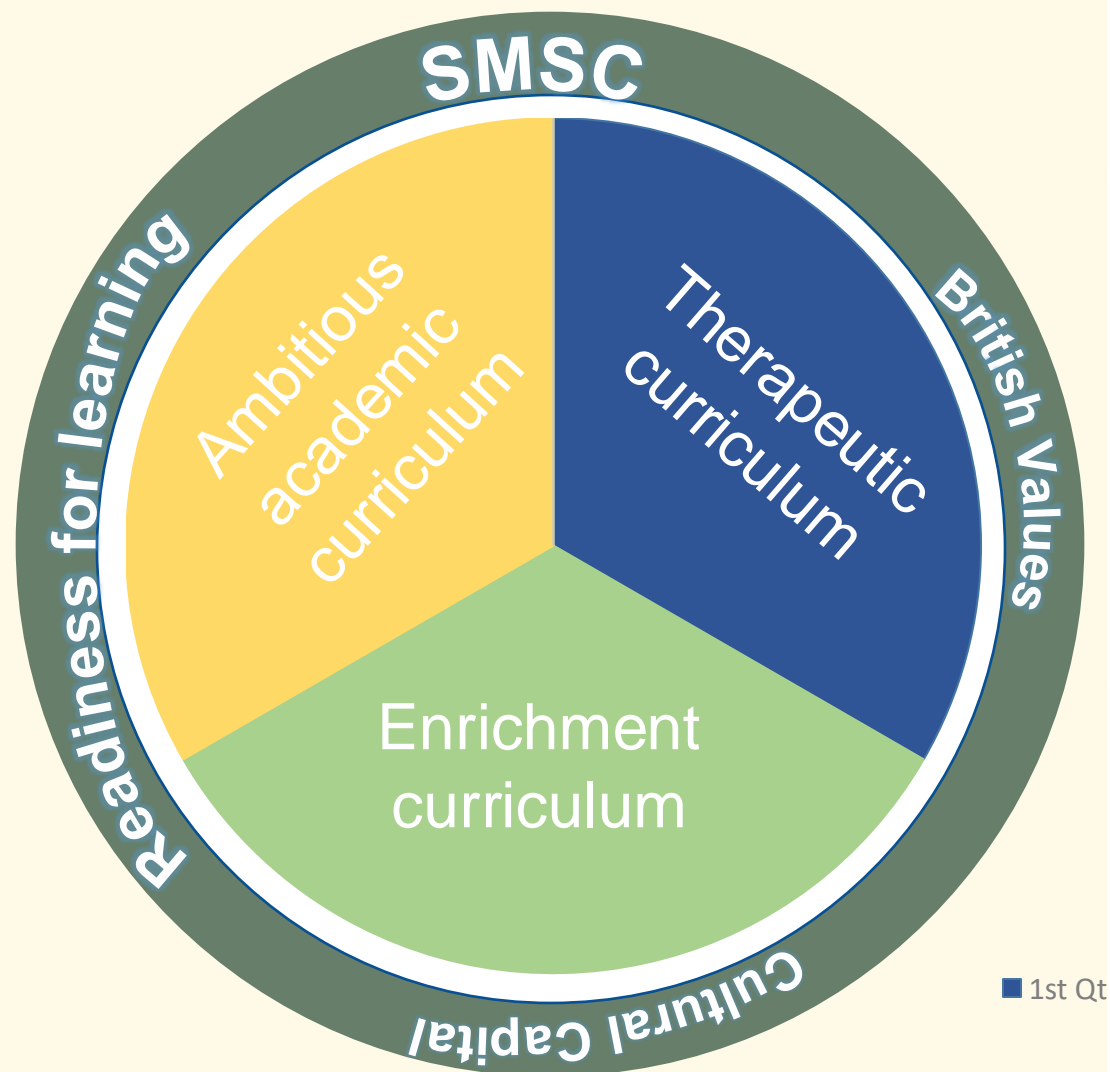 SMSC
Readiness for learning
British Values
Cultural Capital
Ambitious
academic
curriculum
Therapeutic
curriculum
Enrichment
curriculum
1st Qt